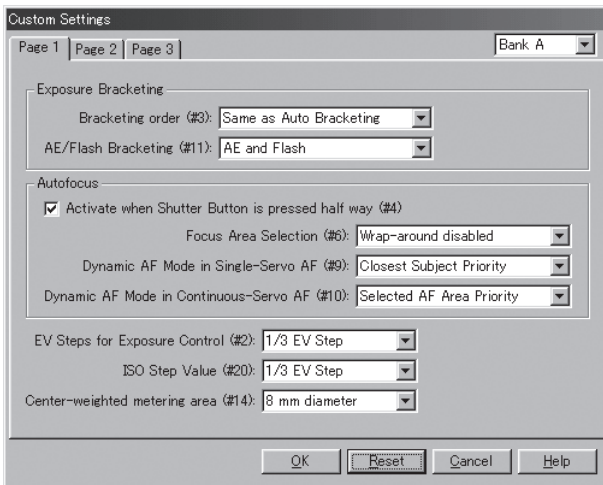 Custom Settings
Page 1 Page 2 Page 3 Bank A
Exposure Bracketing
Bracketing order (#3): Same as Auto Bracketing
AE/Flash Bracketing (#11): AE and Flash
Autofocus
Activate when Shutter Button is pressed half way (#4)
Focus Area Selection (#6): Wrap-around disabled
Dynamic AF Mode in Single-Servo AF (#9): Closest Subject Priority
Dynamic AF Mode in Continuous-Servo AF (#10): Selected AF Area Priority
EV Steps for Exposure Control (#2): 1/3 EV Step
ISO Step Value (#20): 1/3 EV Step
Center-weighted metering area (#14): 8 mm diameter
OK Reset Cancel Help